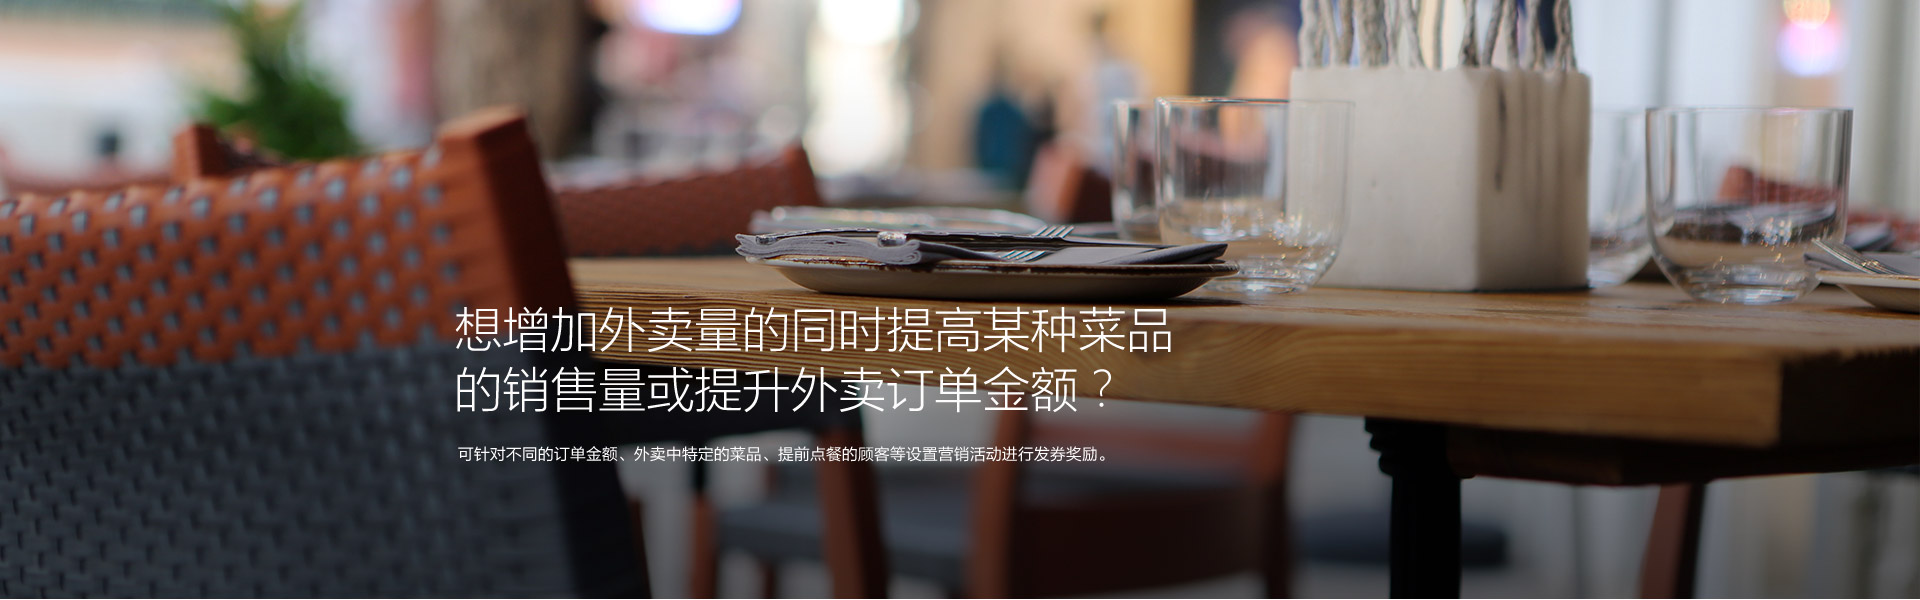 想增加外卖量的同时提高某种菜品
的销售量或提升外卖订单金额？
可针对不同的订单金额、外卖中特定的菜品、提前点餐的顾客等设置营销活动进行发券奖励。